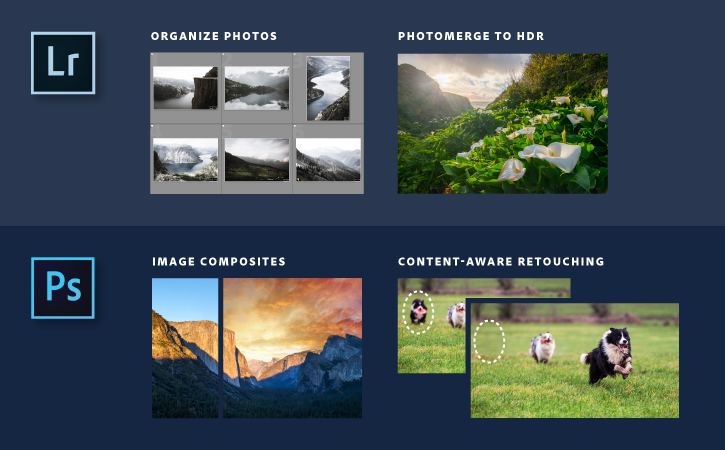 Lr
ORGANIZE PHOTOS
PHOTOMERGE TO HDR
Ps
IMAGE COMPOSITES
CONTENT-AWARE RETOUCHING